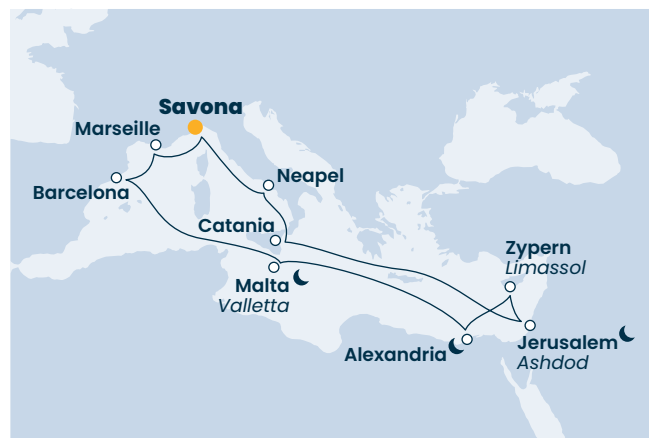 Savona
Marseille
Neapel
Barcelona
Catania
Zypern
Limassol
Malta
Valletta
Jerusalem
Ashdod
Alexandria